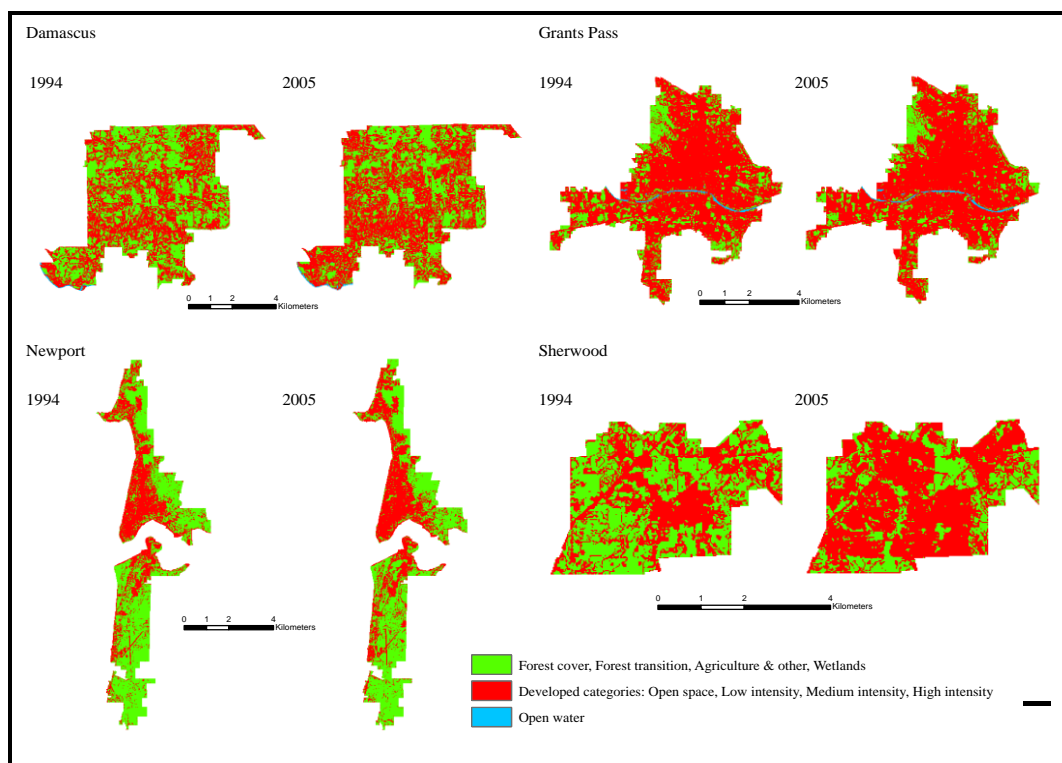 Damascus
1994
2005
0 1 2 4
Kilometers
Grants Pass
1994
2005
0 1 2 4
Kilometers
Newport
1994
2005
0 1 2 4
Kilometers
Sherwood
1994
2005
0 1 2 4
Kilometers
Forest cover, Forest transition, Agriculture & other, Wetlands
Developed categories: Open space, Low intensity, Medium intensity, High intensity
Open water